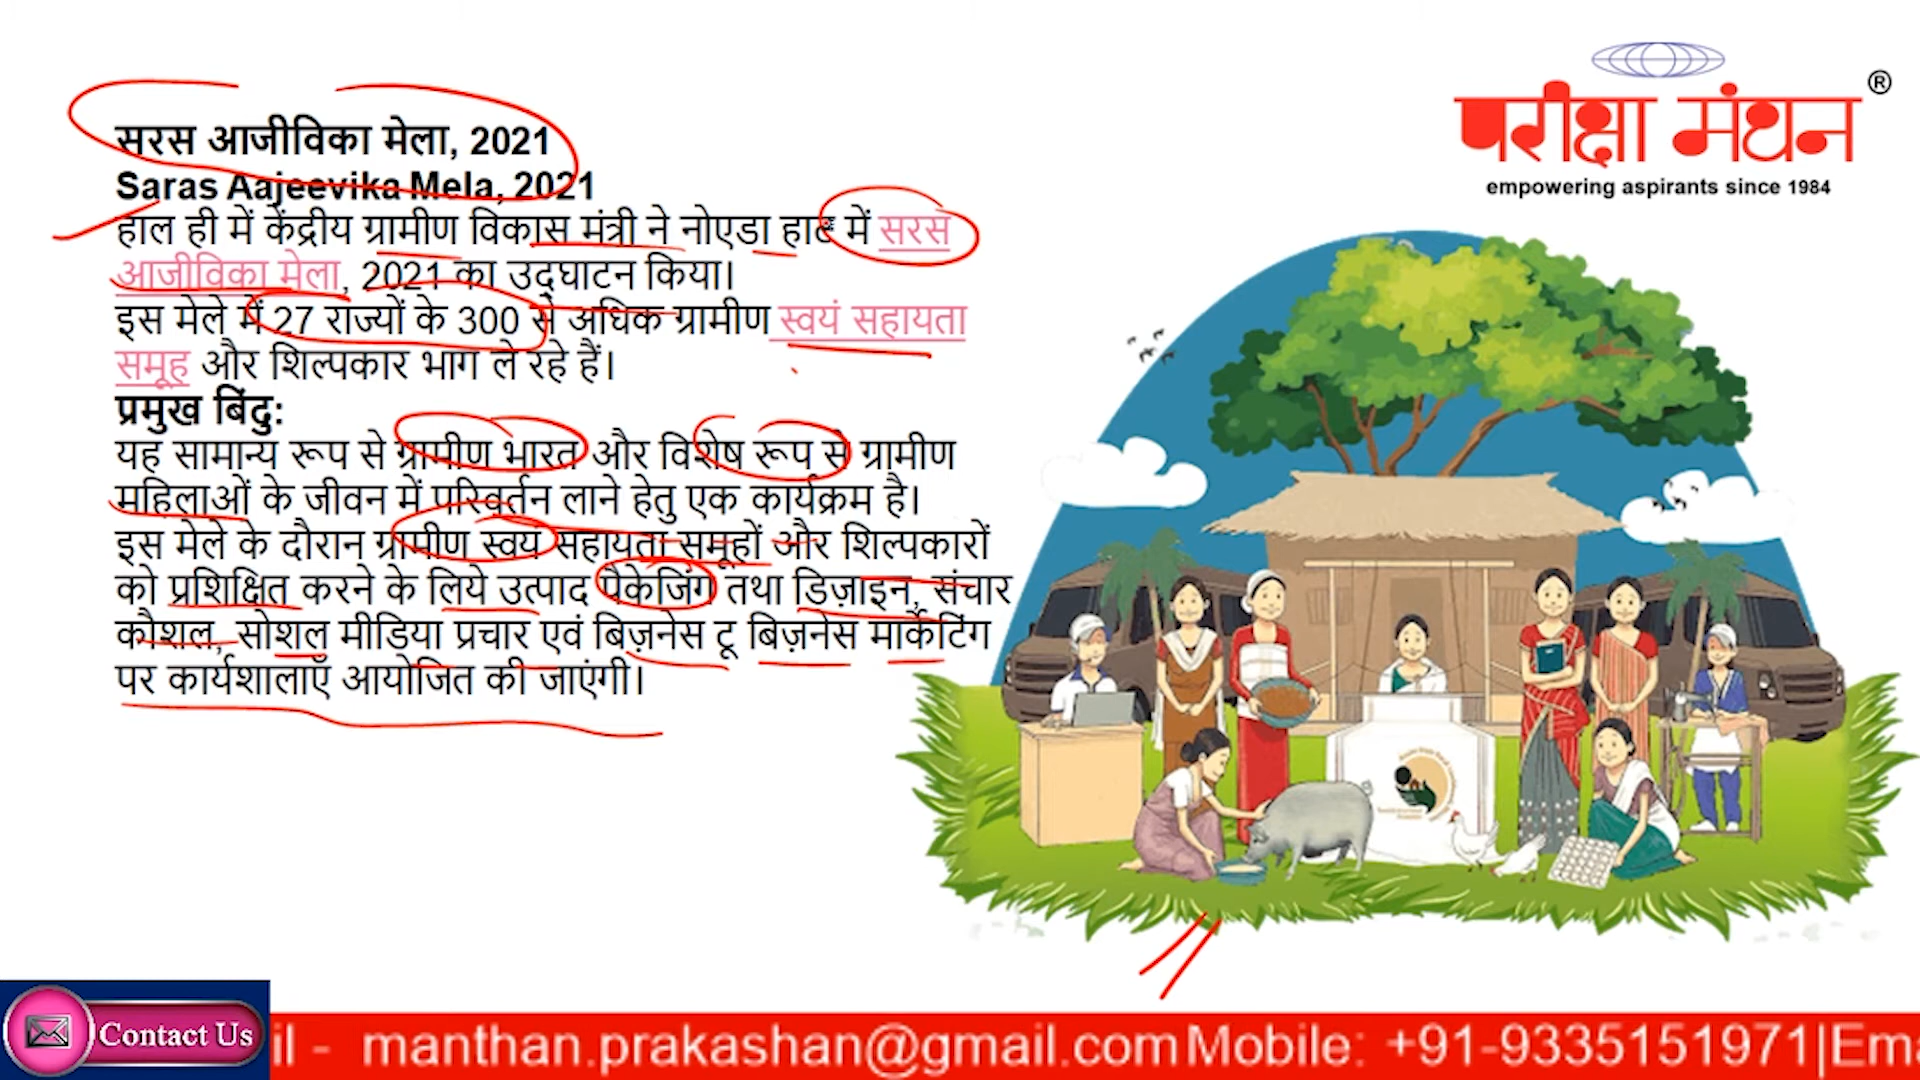 सरस आजीविका मेला, 2021
Saras Aajeevika Mela, 2021
हाल ही में केंद्रीय ग्रामीण विकास मंत्री ने नोएडा हाट में सरस
आजीविका मेला, 2021 का उद्घाटन किया।
इस मेले में 27 राज्यों के 300 से अधिक ग्रामीण स्वयं सहायता
समूह और शिल्पकार भाग ले रहे हैं।
प्रमुख बिंदु:
यह सामान्य रूप से ग्रामीण भारत और विशेष रूप से ग्रामीण
महिलाओं के जीवन में परिवर्तन लाने हेतु एक कार्यक्रम है।
इस मेले के दौरान ग्रामीण स्वयं सहायता समूहों और शिल्पकारों
को प्रशिक्षित करने के लिये उत्पाद पैकेजिंग तथा डिज़ाइन, संचार
कौशल, सोशल मीडिया प्रचार एवं बिज़नेस टू बिज़नेस मार्केटिंग
पर कार्यशालाएँ आयोजित की जाएंगी।
परीक्षा मंथन ®
empowering aspirants since 1984
Contact Us
il - manthan.prakashan@gmail.com Mobile: +91-9335151971|Ema